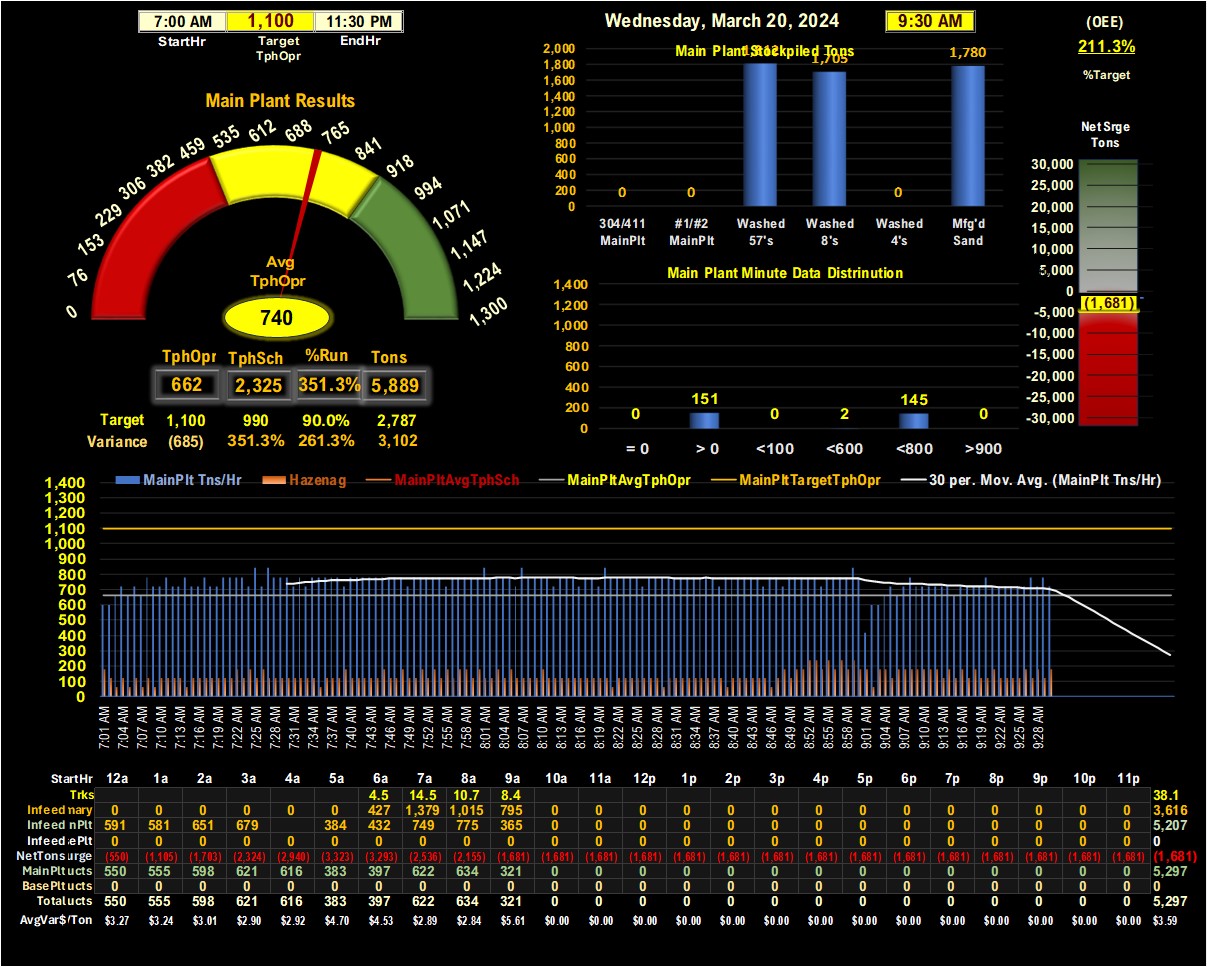 7:00 AM 1,100 11:30 PM
StartHr Target EndHr
TphOpr
Wednesday, March 20, 2024 9:30 AM
(OEE)
211.3%
%Target
Main Plant Results
0 76 153 229 306 382 459 535 612 688 765 841 918 994 1,071 1,147 1,224 1,300
Avg
TphOpr
740
TphOpr TphSch %Run Tons
662 2,325 351.3% 5,889
Target 1,100 990 90.0% 2,787
Variance (685) 351.3% 261.3% 3,102
Main Plant Stockpiled Tons
2,000
1,800
1,600
1,400
1,200
1,000
800
600
400
200
0
0 0 1,705 0 1,780
304/411 #1/#2 Washed Washed Washed Mfg'd
MainPlt MainPlt 57's 8's 4's Sand
Main Plant Minute Data Distrinution
1,400
1,200
1,000
800
600
400
200
0
0 151 0 2 145 0
= 0 > 0 <100 <600 <800 >900
Net Srge
Tons
30,000
25,000
20,000
15,000
10,000
5,000
0
(1,681)
-5,000
-10,000
-15,000
-20,000
-25,000
-30,000
MainPlt Tns/Hr Hazenag MainPltAvgTphSch MainPltAvgTphOpr MainPltTargetTphOpr 30 per. Mov. Avg. (MainPlt Tns/Hr)
1,400
1,300
1,200
1,100
1,000
900
800
700
600
500
400
300
200
100
0
7:01 AM 7:04 AM 7:07 AM 7:10 AM 7:13 AM 7:16 AM 7:19 AM 7:22 AM 7:25 AM 7:28 AM 7:31 AM 7:34 AM 7:37 AM 7:40 AM 7:43 AM 7:46 AM 7:49 AM 7:52 AM 7:55 AM 7:58 AM 8:01 AM 8:04 AM 8:07 AM 8:10 AM 8:13 AM 8:16 AM 8:19 AM 8:22 AM 8:25 AM 8:28 AM 8:31 AM 8:34 AM 8:37 AM 8:40 AM 8:43 AM 8:46 AM 8:49 AM 8:52 AM 8:55 AM 8:58 AM 9:01 AM 9:04 AM 9:07 AM 9:10 AM 9:13 AM 9:16 AM 9:19 AM 9:22 AM 9:25 AM 9:28 AM
StartHr 12a 1a 2a 3a 4a 5a 6a 7a 8a 9a 10a 11a 12p 1p 2p 3p 4p 5p 6p 7p 8p 9p 10p 11p
Trks 4.5 14.5 10.7 8.4 38.1
Infeed nary 0 0 0 0 0 0 427 1,379 1,015 795 0 0 0 0 0 0 0 0 0 0 0 0 0 0 3,616
Infeed nPlt 591 581 651 679 384 432 749 775 365 0 0 0 0 0 0 0 0 0 0 0 0 0 0 5,207
Infeed ePlt 0 0 0 0 0 0 0 0 0 0 0 0 0 0 0 0 0 0 0 0 0 0 0 0 0
NetTons urge (550) (1,105) (1,703) (2,324) (2,940) (3,323) (3,293) (2,536) (2,155) (1,681) (1,681) (1,681) (1,681) (1,681) (1,681) (1,681) (1,681) (1,681) (1,681) (1,681) (1,681) (1,681) (1,681) (1,681) (1,681)
MainPlt ucts 550 555 598 621 616 383 397 622 634 321 0 0 0 0 0 0 0 0 0 0 0 0 0 0 5,297
BasePlt ucts 0 0 0 0 0 0 0 0 0 0 0 0 0 0 0 0 0 0 0 0 0 0 0 0 0
Total ucts 550 555 598 621 616 383 397 622 634 321 0 0 0 0 0 0 0 0 0 0 0 0 0 0 5,297
AvgVar$/Ton $3.27 $3.24 $3.01 $2.90 $2.92 $4.70 $4.53 $2.89 $2.84 $5.61 $0.00 $0.00 $0.00 $0.00 $0.00 $0.00 $0.00 $0.00 $0.00 $0.00 $0.00 $0.00 $0.00 $0.00 $3.59